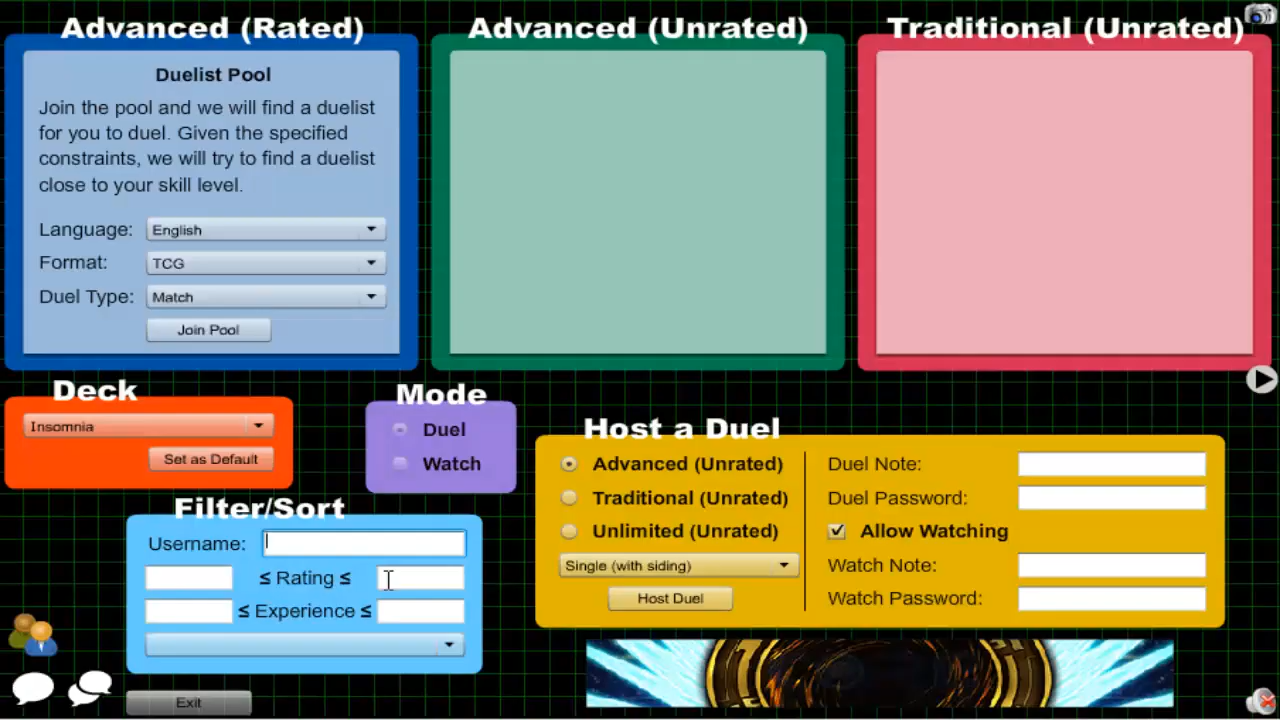 Advanced (Rated)
Duelist Pool
Join the pool and we will find a duelist
for you to duel. Given the specified
constraints, we will try to find a duelist
close to your skill level.
Language: English
Format: TCG
Duel Type: Match
Join Pool
Advanced (Unrated)
Traditional (Unrated)
Deck
Insomnia
Set as Default
Mode
Duel
Watch
Filter/Sort
Username:
≤ Rating ≤
≤ Experience ≤
Exit
Host a Duel
Advanced (Unrated)
Traditional (Unrated)
Unlimited (Unrated)
Single (with siding)
Host Duel
Duel Note:
Duel Password:
Allow Watching
Watch Note:
Watch Password: